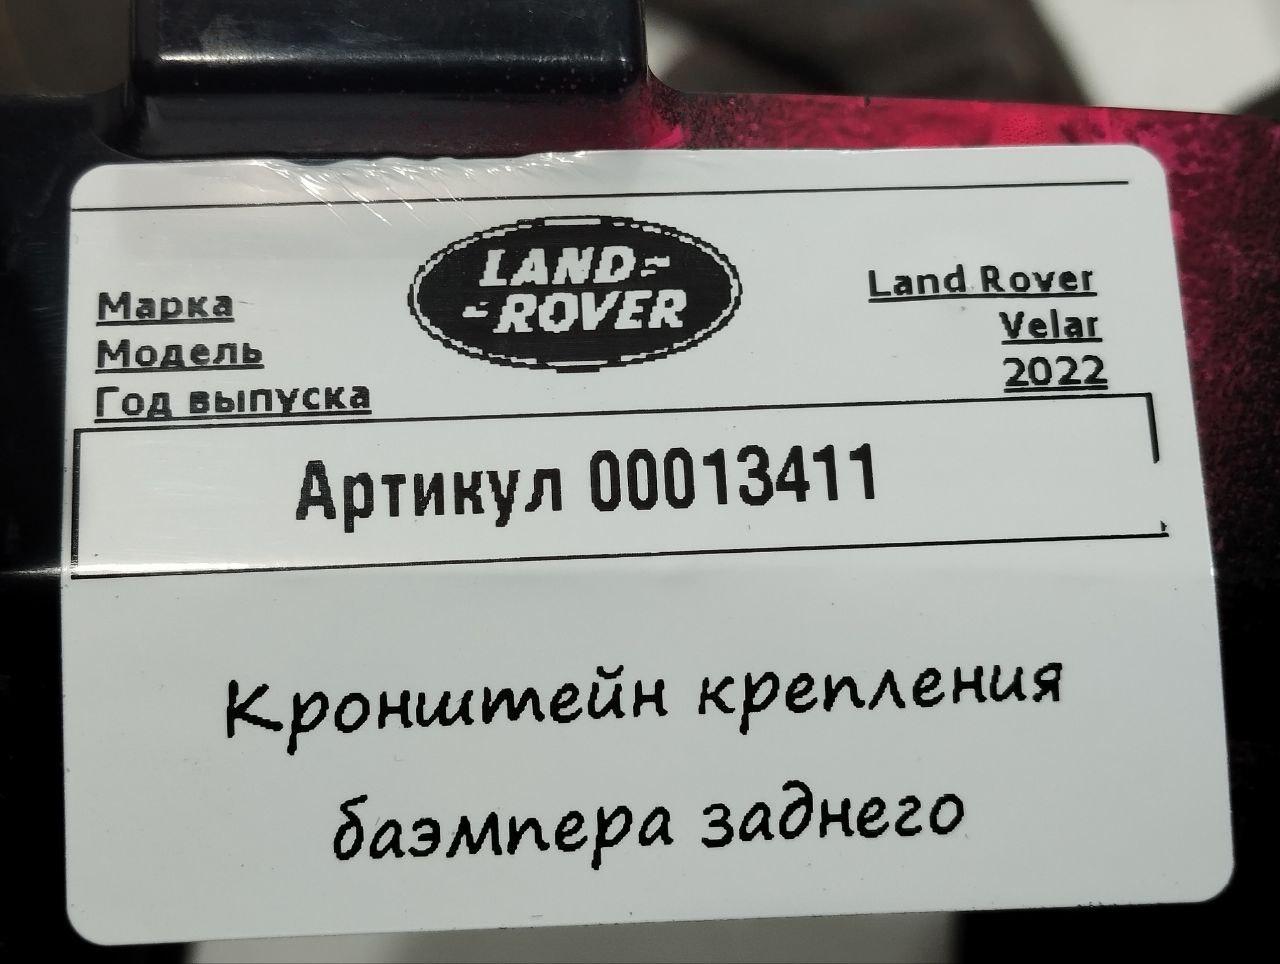 LAND
ROVER
Марка Land Rover
Модель Velar
Год выпуска 2022
Артикул 00013411
Кронштейн крепления
баэмпера заднего